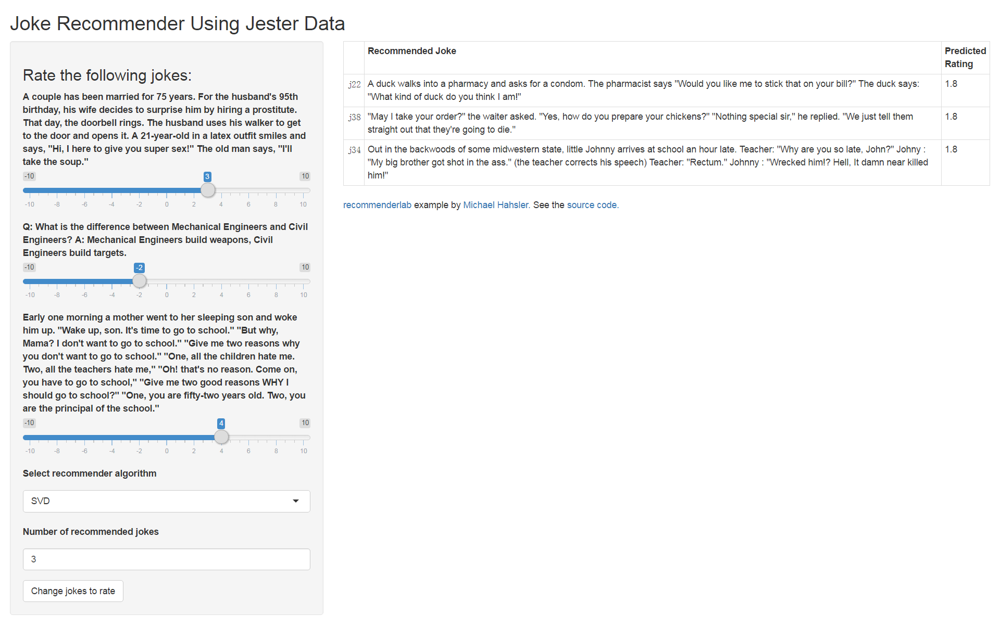 Joke Recommender Using Jester Data
Rate the following jokes:
A couple has been married for 75 years. For the husband's 95th
birthday, his wife decides to surprise him by hiring a prostitute.
That day, the doorbell rings. The husband uses his walker to get
to the door and opens it. A 21-year-old in a latex outfit smiles and
says, "Hi, I here to give you super sex!" The old man says, "I'll
take the soup."
-10 3 10
-10 -8 -6 -4 -2 0 2 4 6 8 10
Q: What is the difference between Mechanical Engineers and Civil
Engineers? A: Mechanical Engineers build weapons, Civil
Engineers build targets.
-10 -2 10
-10 -8 -6 -4 -2 0 2 4 6 8 10
Early one morning a mother went to her sleeping son and woke
him up. "Wake up, son. It's time to go to school." "But why,
Mama? I don't want to go to school." "Give me two reasons why
you don't want to go to school." "One, all the children hate me.
Two, all the teachers hate me," "Oh! that's no reason. Come on,
you have to go to school," "Give me two good reasons WHY I
should go to school?" "One, you are fifty-two years old. Two, you
are the principal of the school."
-10 4 10
-10 -8 -6 -4 -2 0 2 4 6 8 10
Select recommender algorithm
SVD
Number of recommended jokes
3
Change jokes to rate
Recommended Joke Predicted
Rating
j22 A duck walks into a pharmacy and asks for a condom. The pharmacist says "Would you like me to stick that on your bill?" The duck says: 1.8
"What kind of duck do you think I am!"
j38 "May I take your order?" the waiter asked. "Yes, how do you prepare your chickens?" "Nothing special sir," he replied. "We just tell them 1.8
straight out that they're going to die."
j34 Out in the backwoods of some midwestern state, little Johnny arrives at school an hour late. Teacher: "Why are you so late, John?" Johny : 1.8
"My big brother got shot in the ass." (the teacher corrects his speech) Teacher: "Rectum." Johnny : "Wrecked him!? Hell, It damn near killed
him!"
recommenderlab example by Michael Hahsler. See the source code.